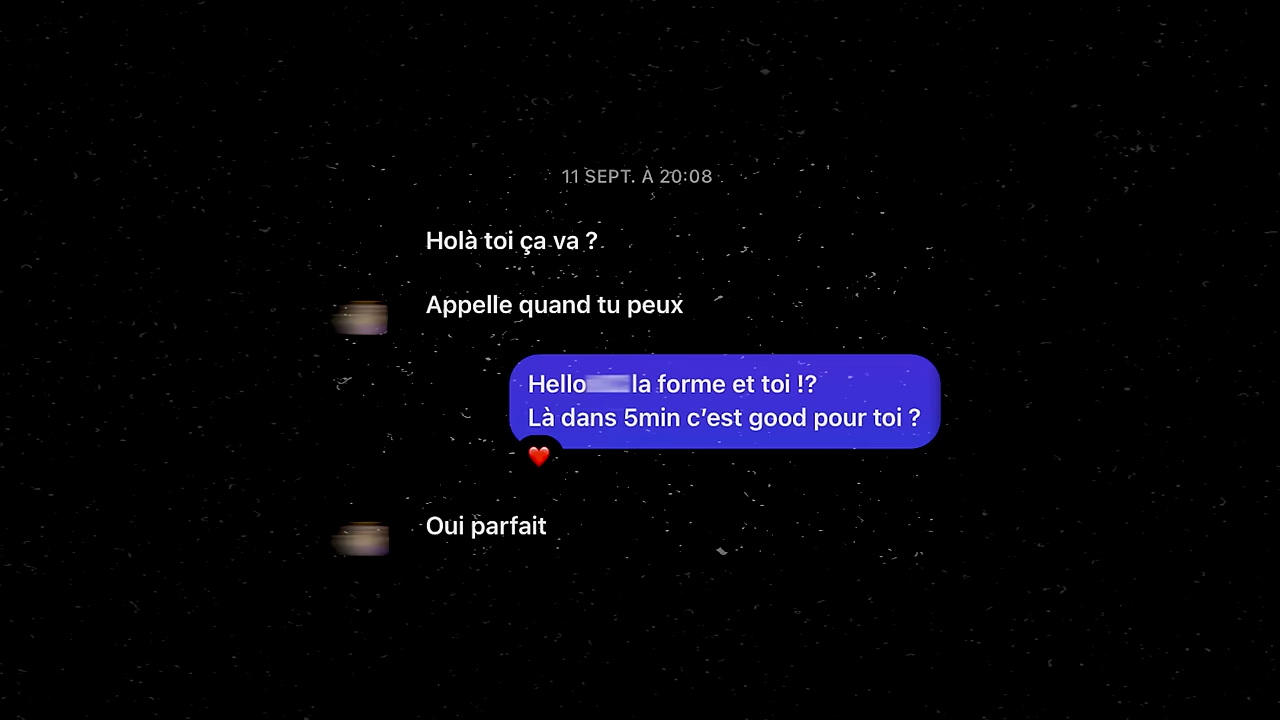 11 SEPT. À 20:08
Holà toi ça va ?
Appelle quand tu peux
Hello la forme et toi !?
Là dans 5min c’est good pour toi ?
Oui parfait